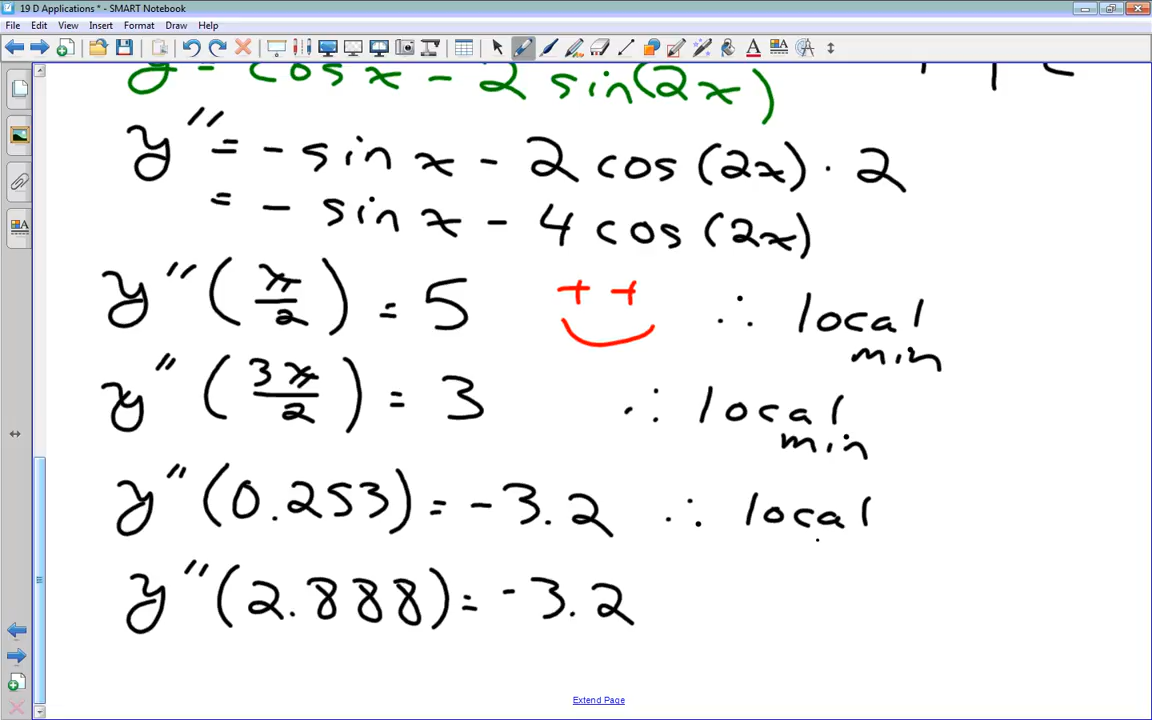 19 D Applications * - SMART Notebook
File Edit View Insert Format Draw Help
y = cos x - 2 sin(2x)
y'' = - sin x - 2 cos (2x) · 2
= - sin x - 4 cos (2x)
y'' (π/2) = 5 + + ∴ local min
y'' (3π/2) = 3 ∴ local min
y'' (0.253) = -3.2 ∴ local
y'' (2.888) = -3.2
Extend Page